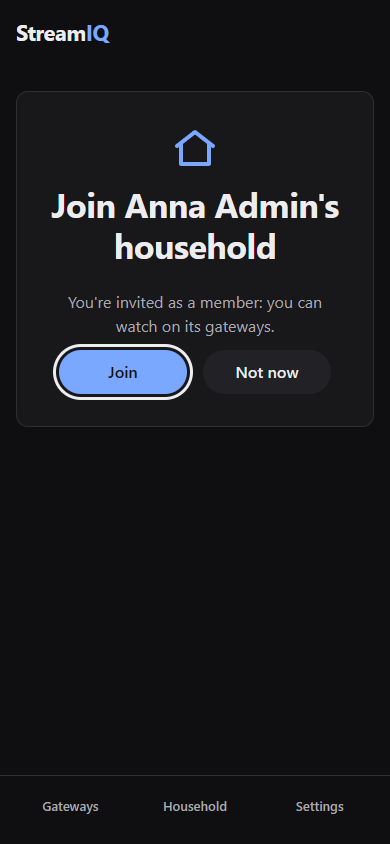 StreamIQ
Join Anna Admin's
household
You're invited as a member: you can
watch on its gateways.
Join
Not now
Gateways
Household
Settings